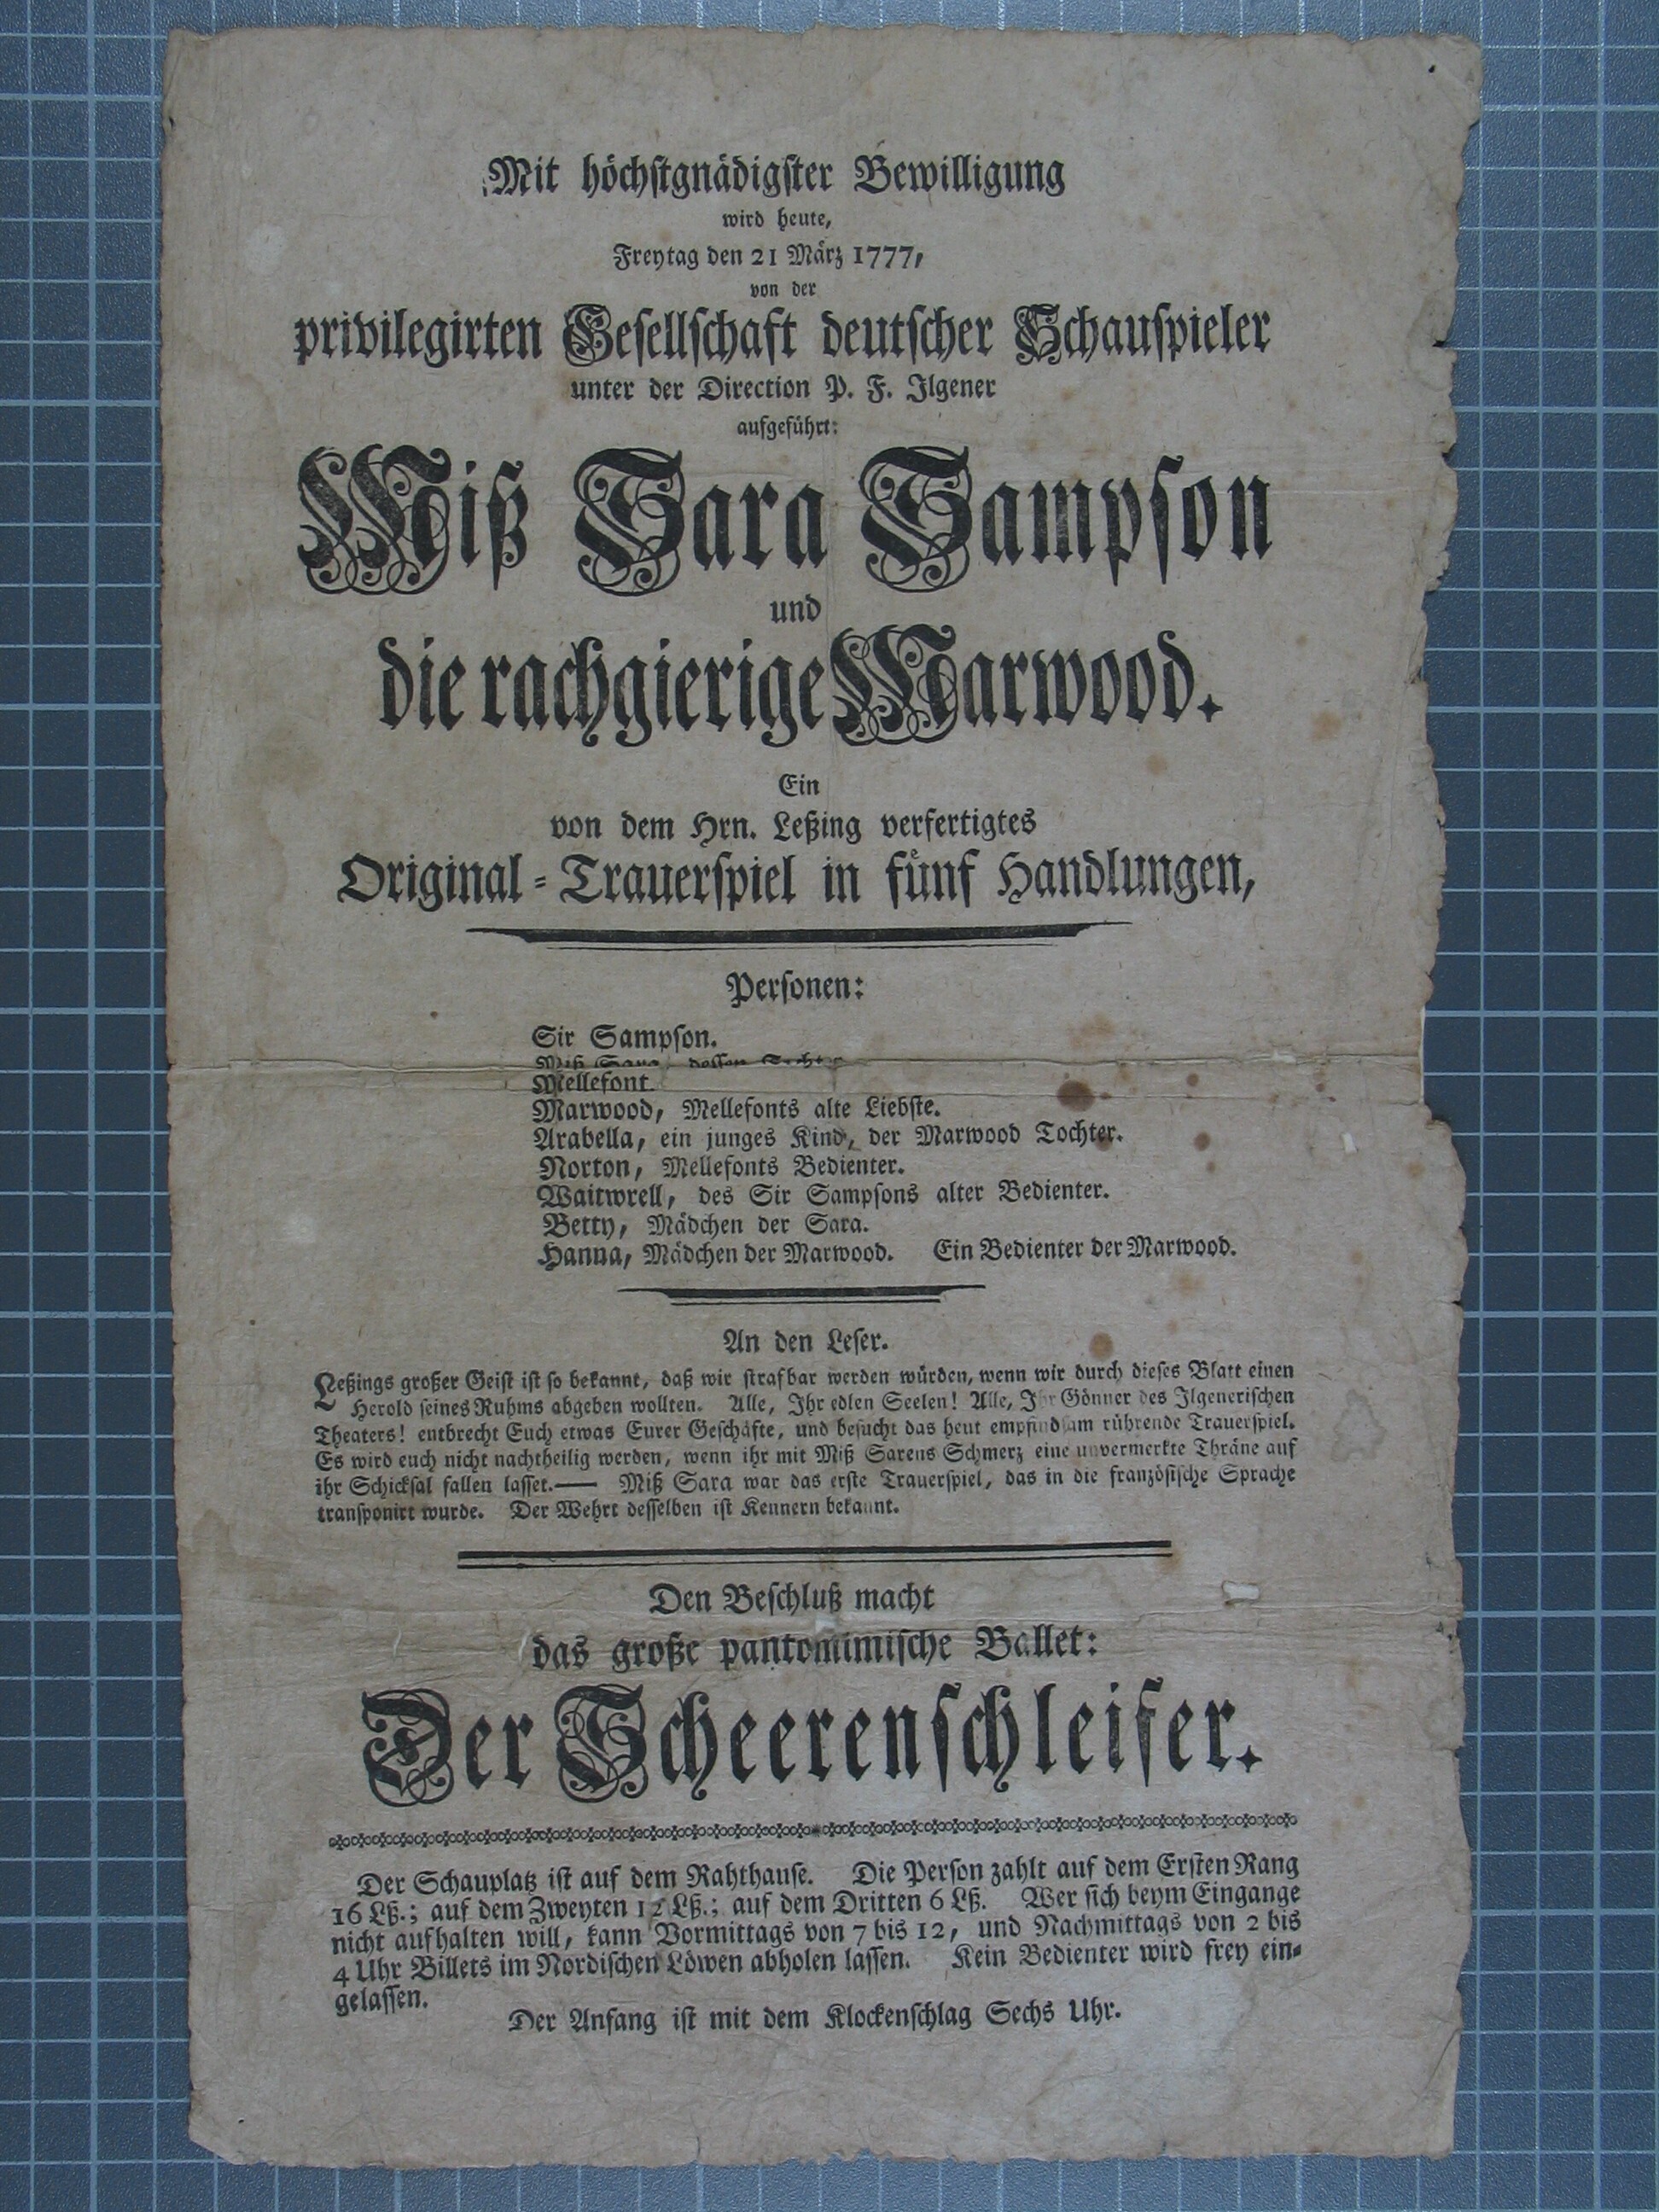 Mit höchſtgnädigſter Bewilligung
wird heute,
Freytag den 21 März 1777,
von der
privilegirten Geſellſchaft deutſcher Schauſpieler
unter der Direction P. F. Ilgener
aufgeführt:
Miß Sara Sampſon
und
die rachgierige Marwood.
Ein
von dem Hrn. Leßing verfertigtes
Original-Trauerſpiel in fünf Handlungen,
Perſonen:
Sir Sampſon.
Miß Sara, deſſen Tochter
Mellefont.
Marwood, Mellefonts alte Liebſte.
Arabella, ein junges Kind, der Marwood Tochter.
Norton, Mellefonts Bedienter.
Waitwrell, des Sir Sampſons alter Bedienter.
Betty, Mädchen der Sara.
Hanna, Mädchen der Marwood. Ein Bedienter der Marwood.
An den Leſer.
Leßings großer Geiſt iſt ſo bekannt, daß wir ſtrafbar werden würden, wenn wir durch dieſes Blatt einen
Herold ſeines Ruhms abgeben wollten. Alle, Ihr edlen Seelen! Alle, Ihr Gönner des Ilgeneriſchen
Theaters! entbrecht Euch etwas Eurer Geſchäfte, und beſucht das heut empfindſam rührende Trauerſpiel.
Es wird euch nicht nachtheilig werden, wenn ihr mit Miß Sarens Schmerz eine unvermerkte Thräne auf
ihr Schickſal fallen laſſet.— Miß Sara war das erſte Trauerſpiel, das in die franzöſiſche Sprache
transponirt wurde. Der Wehrt deſſelben iſt Kennern bekannt.
Den Beſchluß macht
das große pantomimiſche Ballet:
Der Scheerenſchleifer.
Der Schauplatz iſt auf dem Rahthauſe. Die Perſon zahlt auf dem Erſten Rang
16 Lß.; auf dem Zweyten 12 Lß.; auf dem Dritten 6 Lß. Wer ſich beym Eingange
nicht aufhalten will, kann Vormittags von 7 bis 12, und Nachmittags von 2 bis
4 Uhr Billets im Nordiſchen Löwen abholen laſſen. Kein Bedienter wird frey ein-
gelaſſen.
Der Anfang iſt mit dem Klockenſchlag Sechs Uhr.